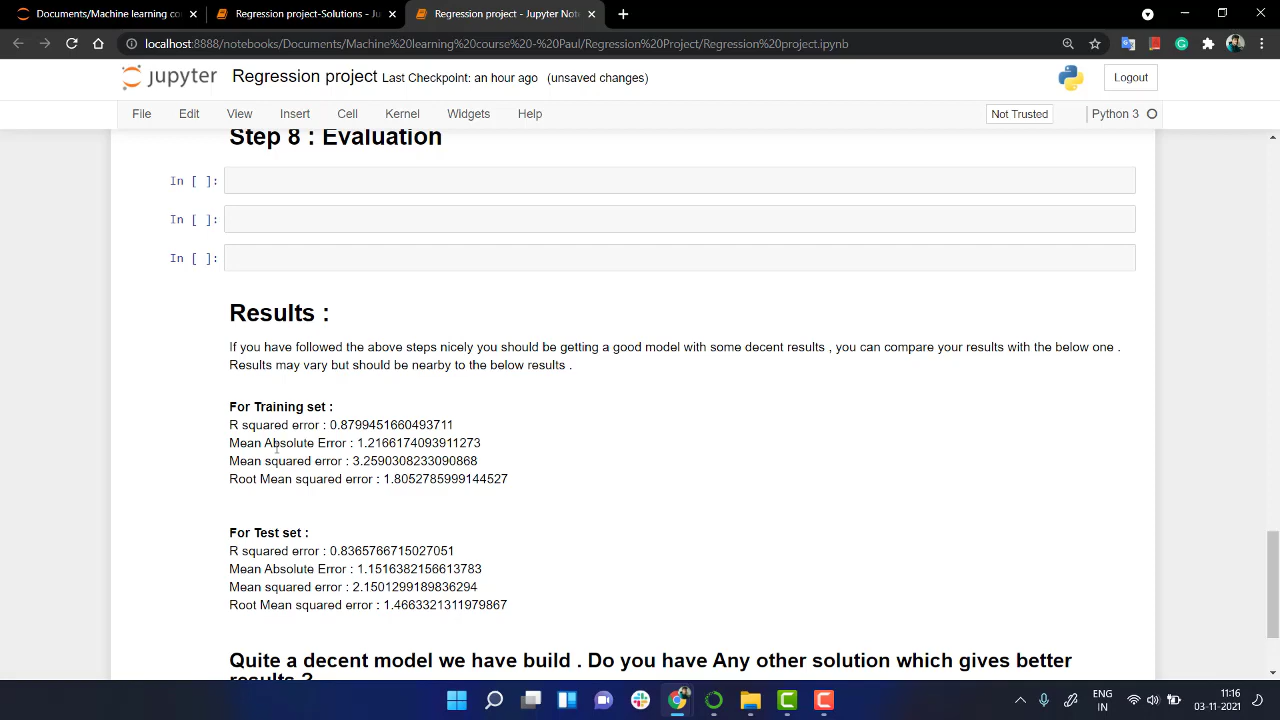 Documents/Machine learning co
Regression project-Solutions - Ju
Regression project - Jupyter Not
localhost:8888/notebooks/Documents/Machine%20learning%20course%20-%20Paul/Regression%20Project/Regression%20project.ipynb
jupyter Regression project Last Checkpoint: an hour ago (unsaved changes) Logout
File Edit View Insert Cell Kernel Widgets Help Not Trusted Python 3
Step 8 : Evaluation
In [ ]:
In [ ]:
In [ ]:
Results :
If you have followed the above steps nicely you should be getting a good model with some decent results , you can compare your results with the below one .
Results may vary but should be nearby to the below results .
For Training set :
R squared error : 0.8799451660493711
Mean Absolute Error : 1.2166174093911273
Mean squared error : 3.2590308233090868
Root Mean squared error : 1.8052785999144527
For Test set :
R squared error : 0.8365766715027051
Mean Absolute Error : 1.1516382156613783
Mean squared error : 2.1501299189836294
Root Mean squared error : 1.4663321311979867
Quite a decent model we have build . Do you have Any other solution which gives better
results ?
ENG
IN
11:16
03-11-2021